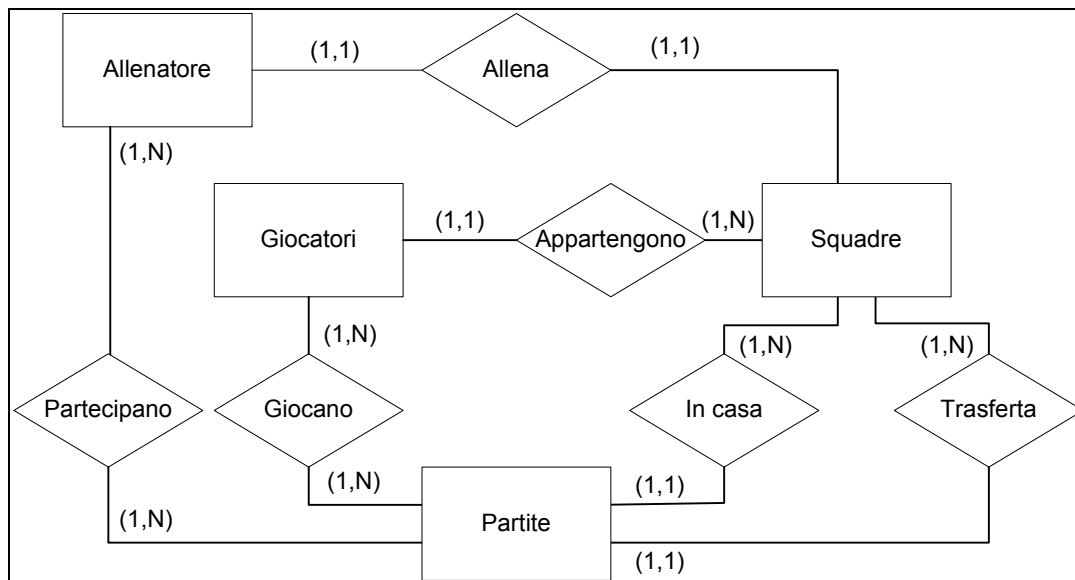 (1,1)
(1,1)
Allenatore
Allena
(1,N)
(1,1)
(1,N)
Giocatori
Appartengono
Squadre
(1,N)
(1,N)
(1,N)
Partecipano
Giocano
In casa
Trasferta
(1,N)
(1,N)
(1,1)
Partite
(1,1)